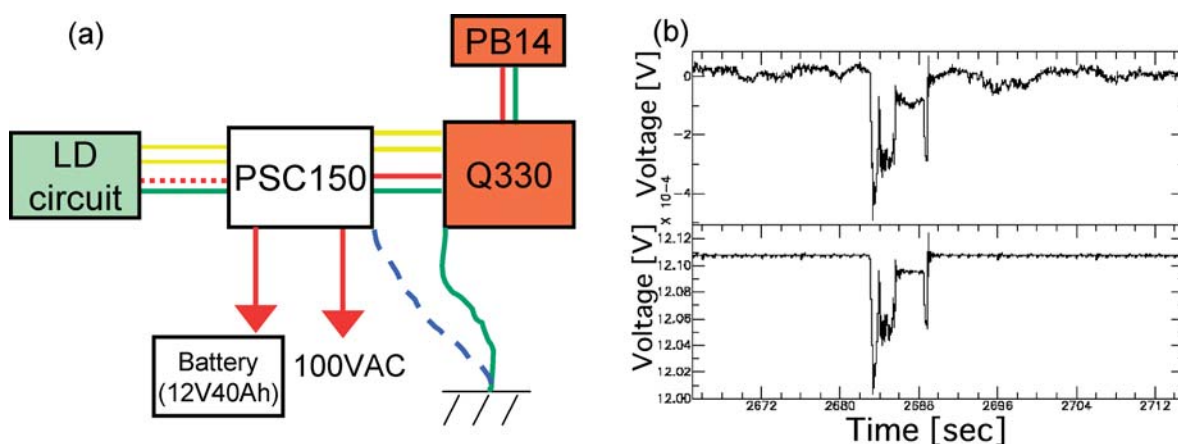 (a)
PB14
LD
circuit
PSC150
Q330
Battery
(12V40Ah)
100VAC
(b)
Voltage [V]
x 10-4
0
-2
-4
Voltage [V]
12.12
12.10
12.08
12.06
12.04
12.02
12.00
2672 2680 2686 2696 2704 2712
Time [sec]